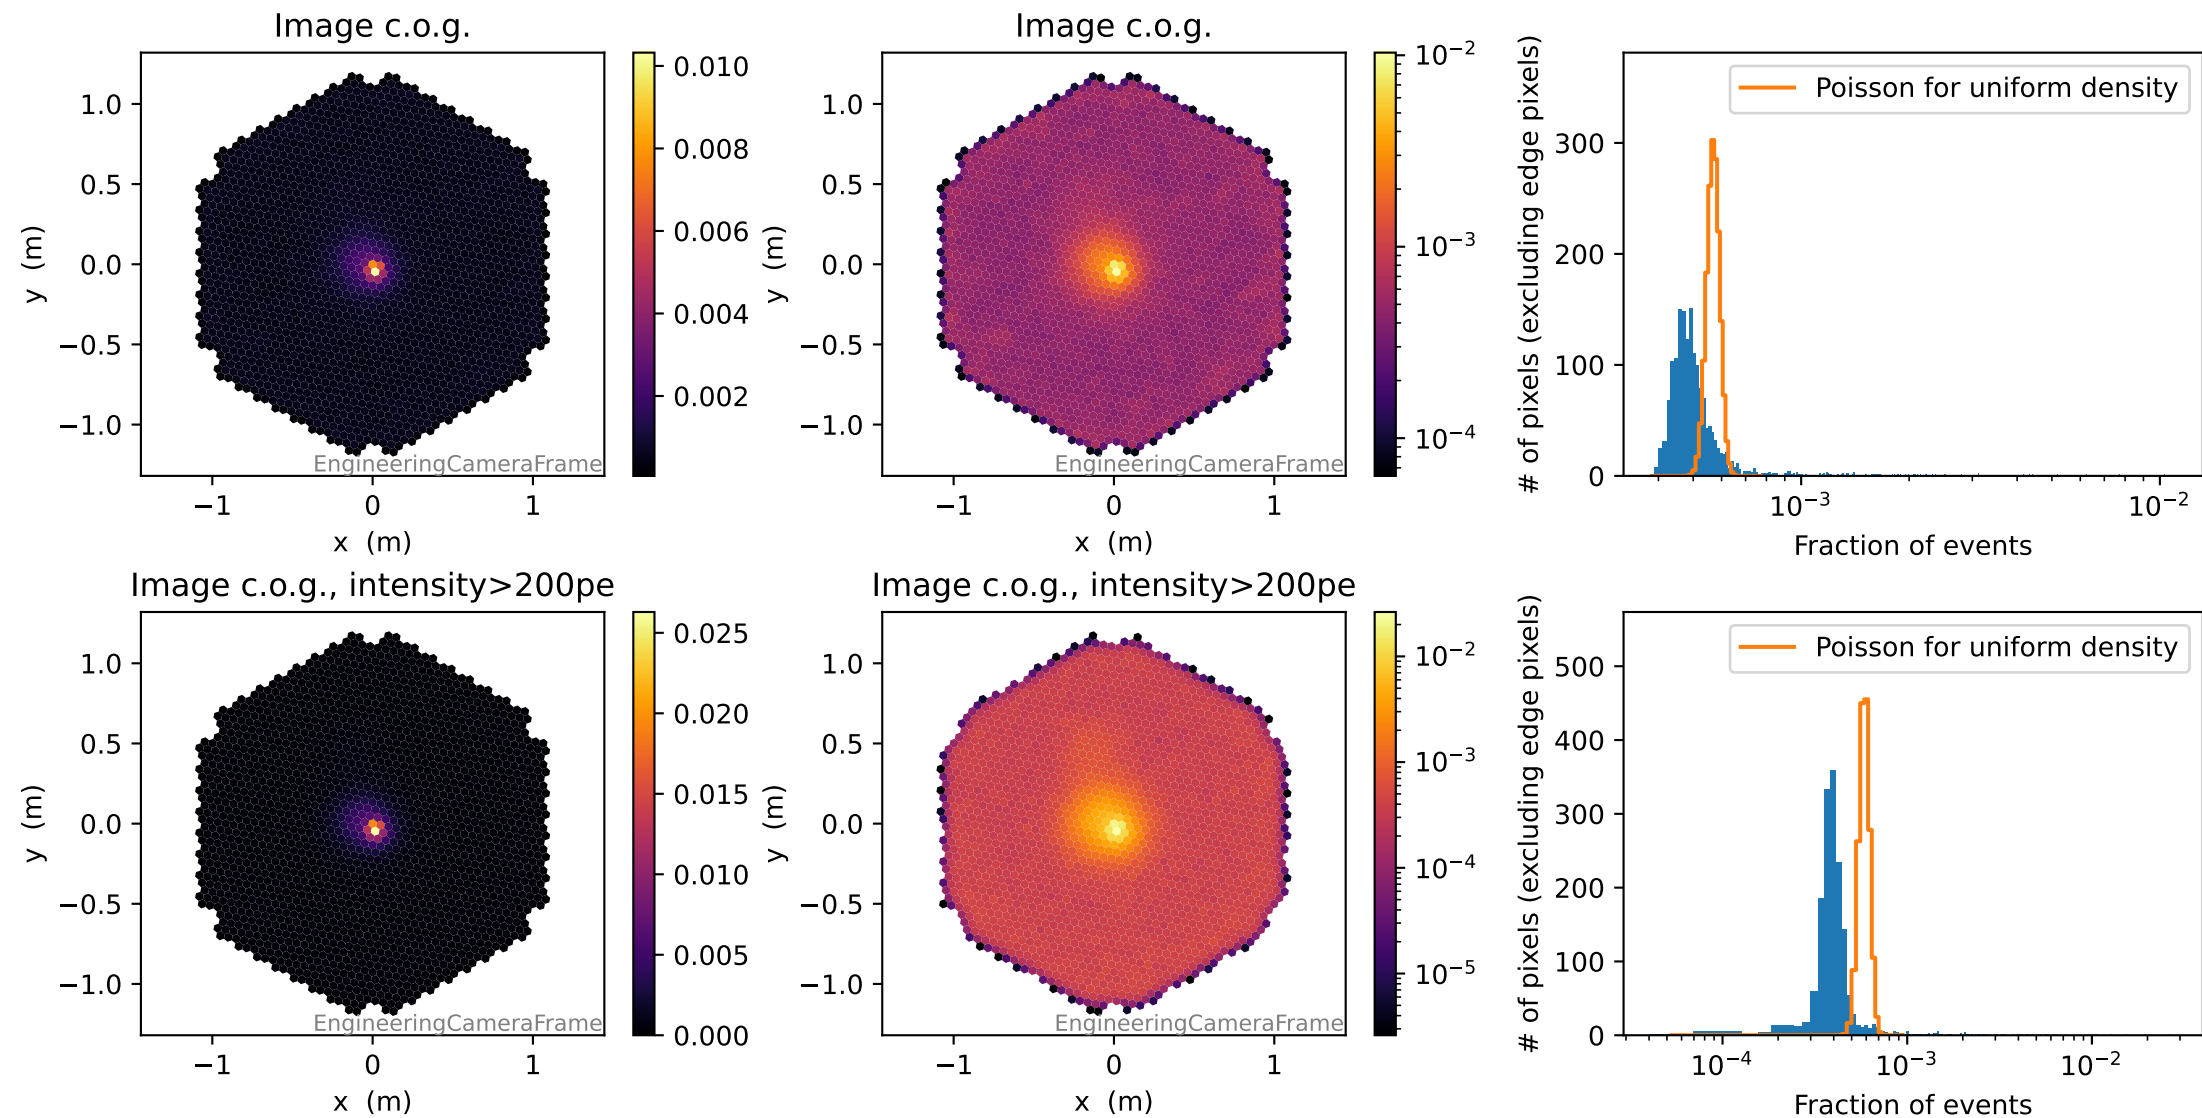 Image c.o.g.
1.0
0.5
0.0
−0.5
−1.0
y (m)
−1 0 1
x (m)
EngineeringCameraFrame
0.010
0.008
0.006
0.004
0.002
Image c.o.g.
1.0
0.5
0.0
−0.5
−1.0
y (m)
−1 0 1
x (m)
EngineeringCameraFrame
10−2
10−3
10−4
# of pixels (excluding edge pixels)
300
200
100
0
Poisson for uniform density
10−3 10−2
Fraction of events
Image c.o.g., intensity>200pe
1.0
0.5
0.0
−0.5
−1.0
y (m)
−1 0 1
x (m)
EngineeringCameraFrame
0.025
0.020
0.015
0.010
0.005
0.000
Image c.o.g., intensity>200pe
1.0
0.5
0.0
−0.5
−1.0
y (m)
−1 0 1
x (m)
EngineeringCameraFrame
10−2
10−3
10−4
10−5
# of pixels (excluding edge pixels)
500
400
300
200
100
0
Poisson for uniform density
10−4 10−3 10−2
Fraction of events